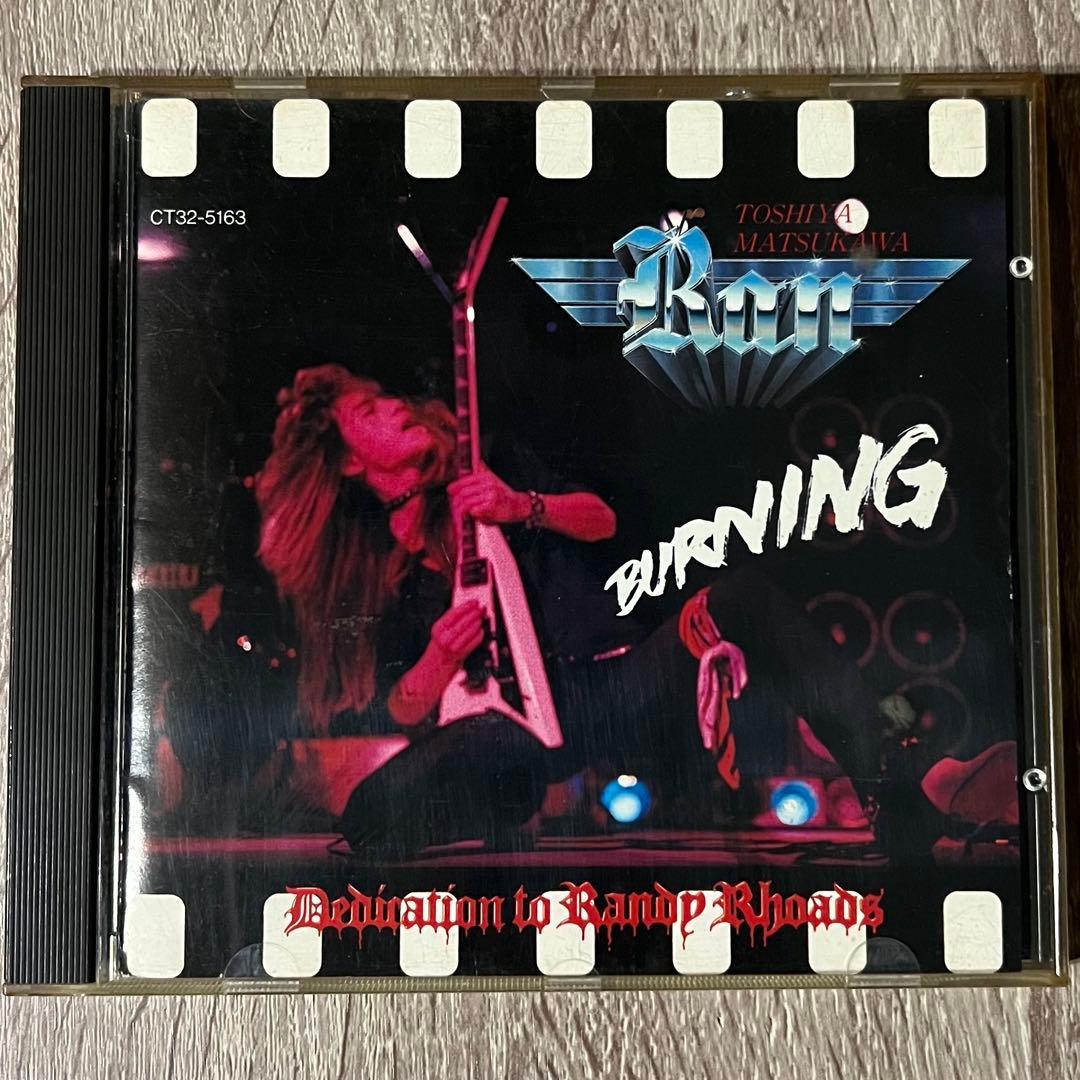 CT32-5163
TOSHIYA
MATSUKAWA
Ran
BURNING
Dedication to Randy Rhoads